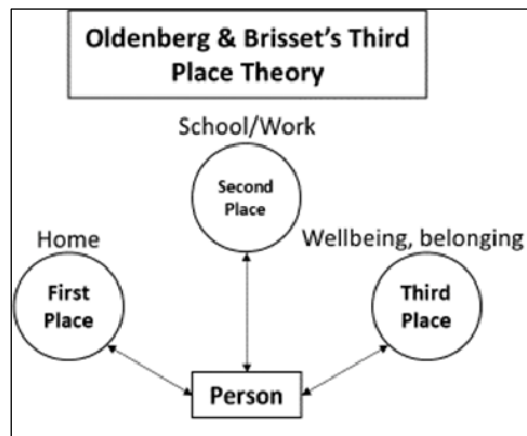 Oldenberg & Brisset's Third
Place Theory
School/Work
Second
Place
Home
First
Place
Wellbeing, belonging
Third
Place
Person